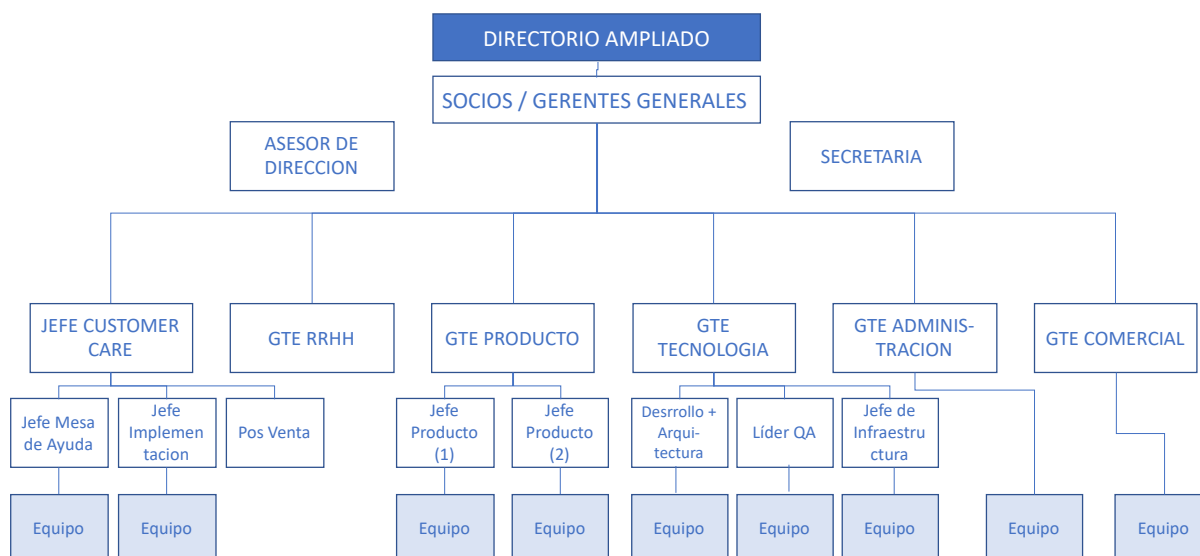 DIRECTORIO AMPLIADO
SOCIOS / GERENTES GENERALES
ASESOR DE
DIRECCION
SECRETARIA
JEFE CUSTOMER
CARE
GTE RRHH
GTE PRODUCTO
GTE
TECNOLOGIA
GTE ADMINIS-
TRACION
GTE COMERCIAL
Jefe Mesa
de Ayuda
Jefe
Implemen
tacion
Pos Venta
Jefe
Producto
(1)
Jefe
Producto
(2)
Desrrollo +
Arqui-
tectura
Líder QA
Jefe de
Infraestru
ctura
Equipo
Equipo
Equipo
Equipo
Equipo
Equipo
Equipo
Equipo
Equipo